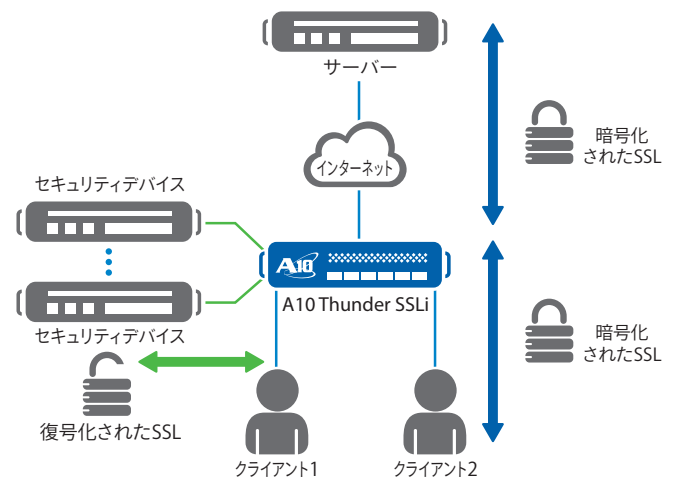 サーバー
インターネット
暗号化
されたSSL
セキュリティデバイス
A10
A10 Thunder SSLi
セキュリティデバイス
暗号化
されたSSL
復号化されたSSL
クライアント1
クライアント2